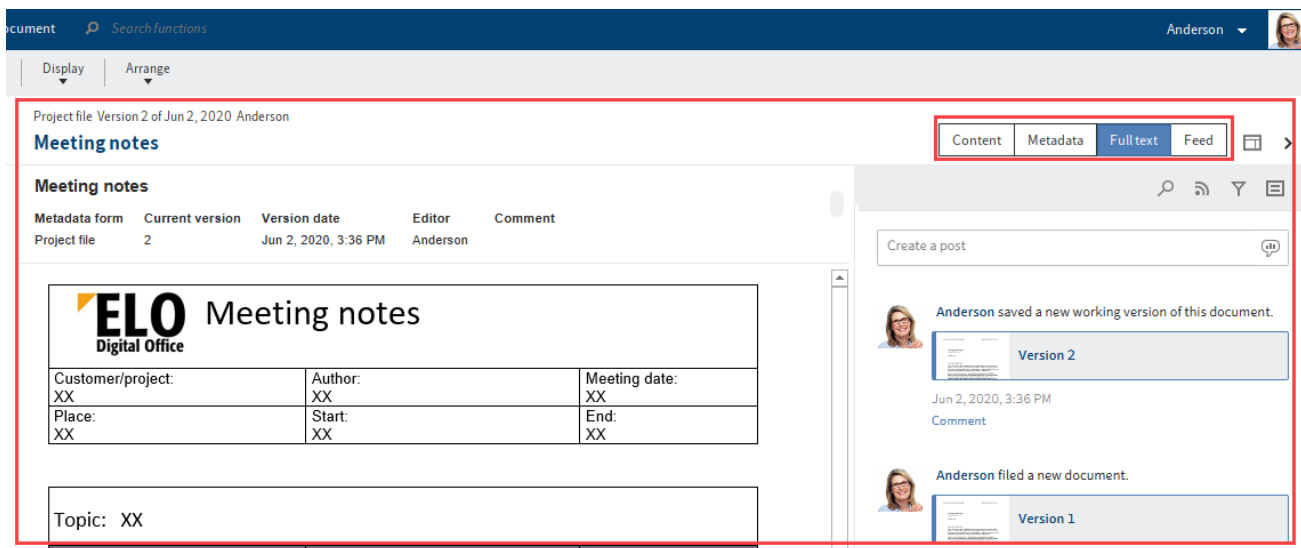 ocument Search functions Anderson
Display Arrange
Project file Version 2 of Jun 2, 2020 Anderson
Meeting notes
Content Metadata Full text Feed
Meeting notes
Metadata form Current version Version date Editor Comment
Project file 2 Jun 2, 2020, 3:36 PM Anderson
ELO
Digital Office
Meeting notes
Customer/project: Author: Meeting date:
XX XX XX
Place: Start: End:
XX XX XX
Topic: XX
Create a post
Anderson saved a new working version of this document.
Version 2
Jun 2, 2020, 3:36 PM
Comment
Anderson filed a new document.
Version 1